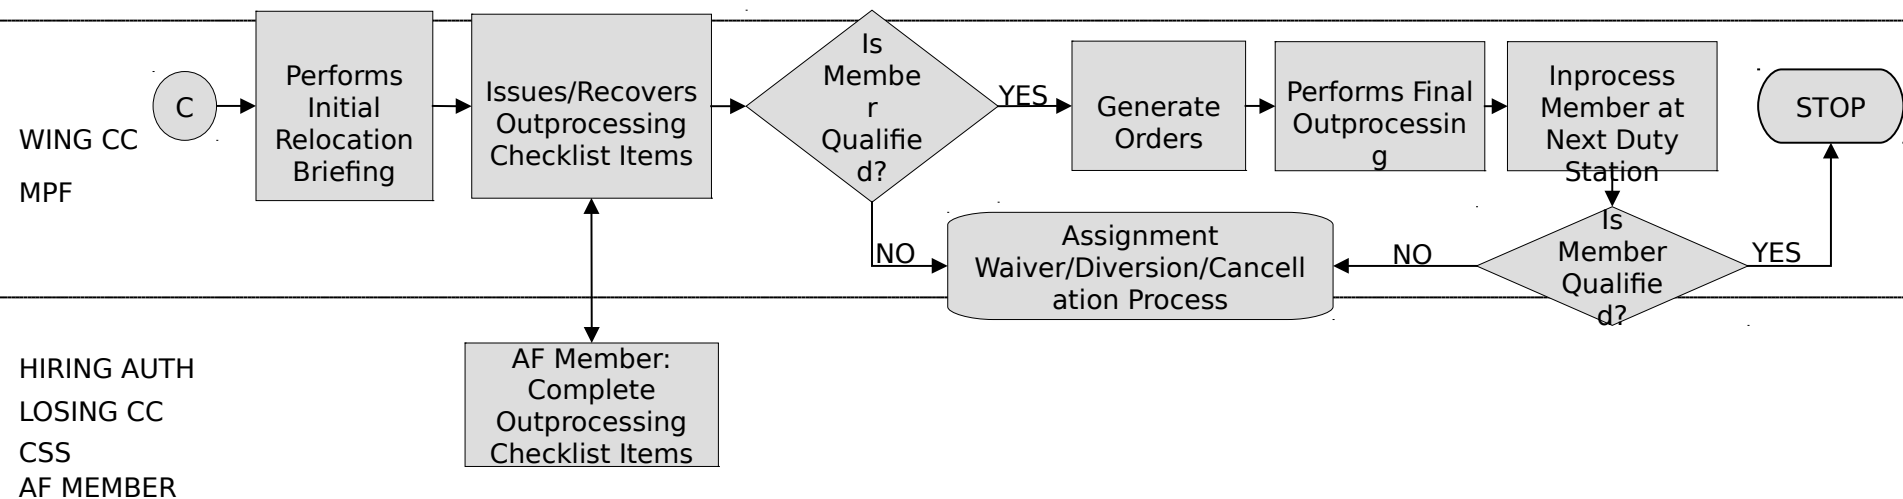 WING CC
MPF
C
Performs
Initial
Relocation
Briefing
Issues/Recovers
Outprocessing
Checklist Items
Is
Membe
r
Qualifie
d?
YES
NO
Generate
Orders
Performs Final
Outprocessin
g
Inprocess
Member at
Next Duty
Station
STOP
Assignment
Waiver/Diversion/Cancell
ation Process
NO
Is
Member
Qualifie
d?
YES
HIRING AUTH
LOSING CC
CSS
AF MEMBER
AF Member:
Complete
Outprocessing
Checklist Items